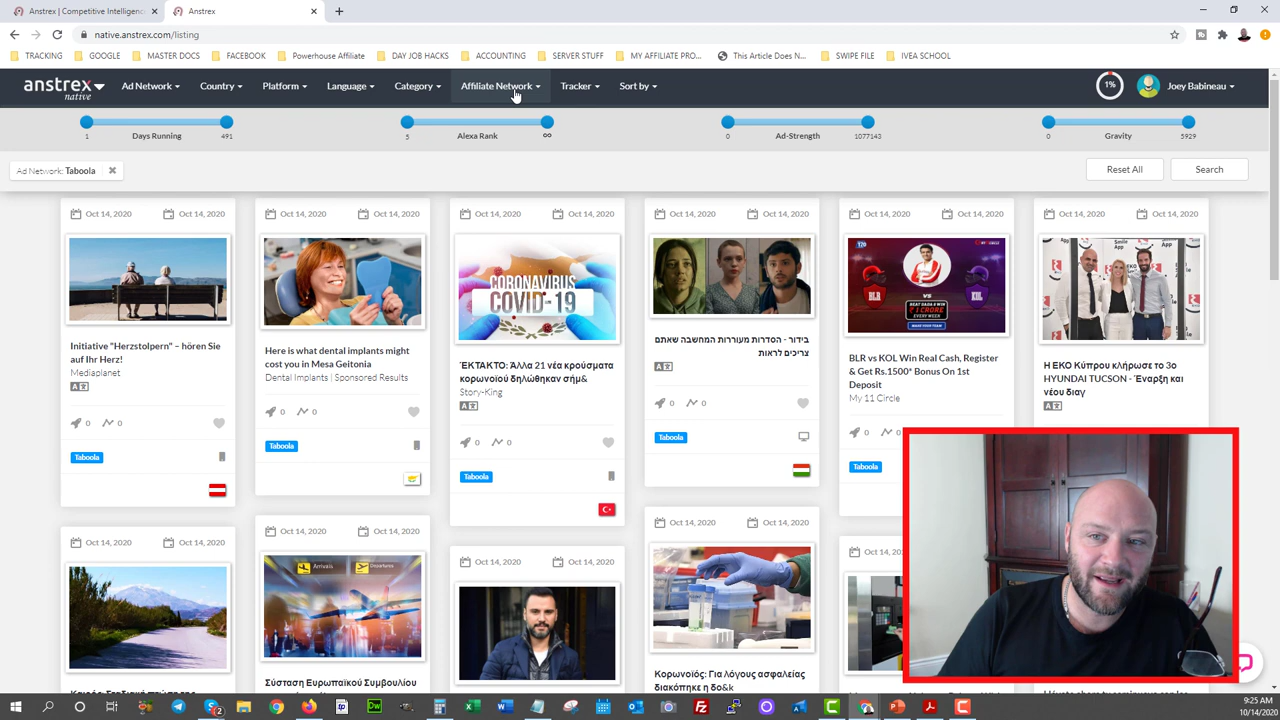 Anstrex | Competitive Intelligence
Anstrex
native.anstrex.com/listing
TRACKING
GOOGLE
MASTER DOCS
FACEBOOK
Powerhouse Affiliate
DAY JOB HACKS
ACCOUNTING
SERVER STUFF
MY AFFILIATE PRO...
This Article Does N...
SWIPE FILE
IVEA SCHOOL
anstrex
native
Ad Network
Country
Platform
Language
Category
Affiliate Network
Tracker
Sort by
1%
Joey Babineau
1
Days Running
491
5
Alexa Rank
∞
0
Ad-Strength
1077143
0
Gravity
5929
Ad Network: Taboola
Reset All
Search
Oct 14, 2020 Oct 14, 2020
Initiative "Herzstolpern" – hören Sie
auf Ihr Herz!
Mediaplanet
0 0
Taboola
Oct 14, 2020 Oct 14, 2020
Here is what dental implants might
cost you in Mesa Geitonia
Dental Implants | Sponsored Results
0 0
Taboola
Oct 14, 2020 Oct 14, 2020
CORONAVIRUS
COVID-19
Έκτακτο: Άλλα 21 νέα κρούσματα
κορωνοϊού δηλώθηκαν σήμ&
Story-King
0 0
Taboola
Oct 14, 2020 Oct 14, 2020
בידור - הסדרות מעוררות המחשבה שאתם
צריכים לראות
0 0
Taboola
Oct 14, 2020 Oct 14, 2020
BLR
VS
KOL
BLR vs KOL Win Real Cash, Register
& Get Rs.1500* Bonus On 1st
Deposit
My 11 Circle
0
Taboola
Oct 14, 2020 Oct 14, 2020
Η ΕΚΟ Κύπρου κλήρωσε το 3ο
HYUNDAI TUCSON - Έναρξη και
νέου διαγ
Oct 14, 2020 Oct 14, 2020
Oct 14, 2020 Oct 14, 2020
Arrivals
Departures
Σύσταση Ευρωπαϊκού Συμβουλίου
Oct 14, 2020 Oct 14, 2020
Oct 14, 2020 Oct 14, 2020
Κορωνοϊός: Για λόγους ασφαλείας
διακόπηκε η δο&k
Oct 14, 2020
9:25 AM
10/14/2020